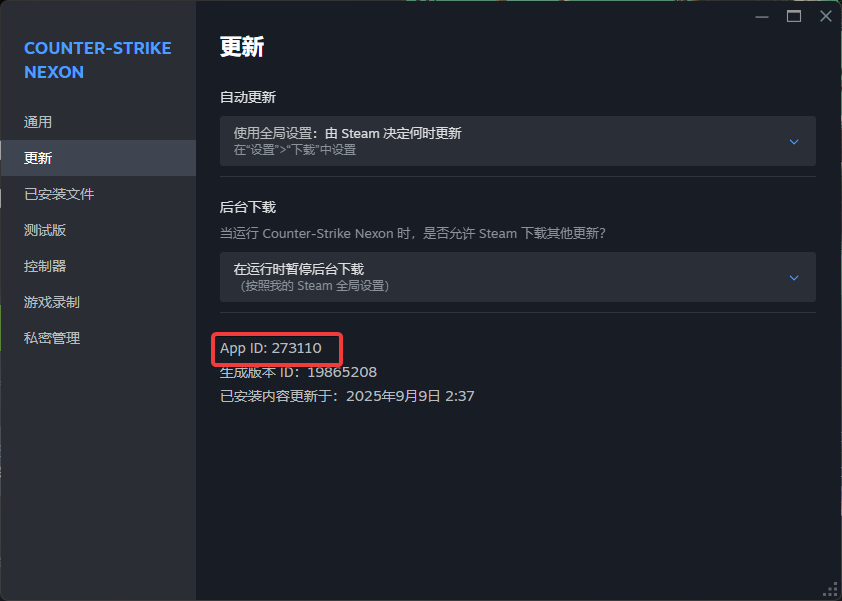 COUNTER-STRIKE
NEXON
通用
更新
已安装文件
测试版
控制器
游戏录制
私密管理
更新
自动更新
使用全局设置：由 Steam 决定何时更新
在“设置”>“下载”中设置
后台下载
当运行 Counter-Strike Nexon 时，是否允许 Steam 下载其他更新？
在运行时暂停后台下载
（按照我的 Steam 全局设置）
App ID: 273110
生成版本 ID：19865208
已安装内容更新于：2025年9月9日 2:37